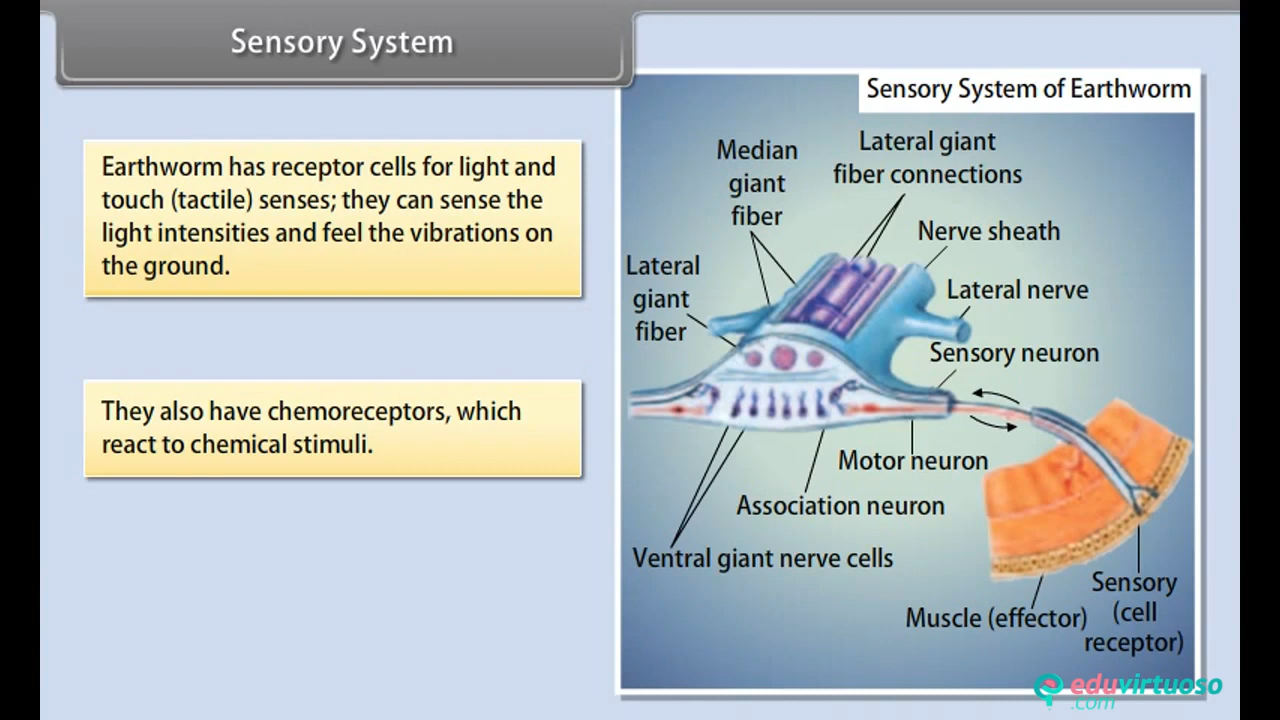 Sensory System
Earthworm has receptor cells for light and
touch (tactile) senses; they can sense the
light intensities and feel the vibrations on
the ground.
They also have chemoreceptors, which
react to chemical stimuli.
Sensory System of Earthworm
Median
giant
fiber
Lateral giant
fiber connections
Nerve sheath
Lateral
giant
fiber
Lateral nerve
Sensory neuron
Motor neuron
Association neuron
Ventral giant nerve cells
Muscle (effector)
Sensory
(cell
receptor)
eduvirtuoso
.com